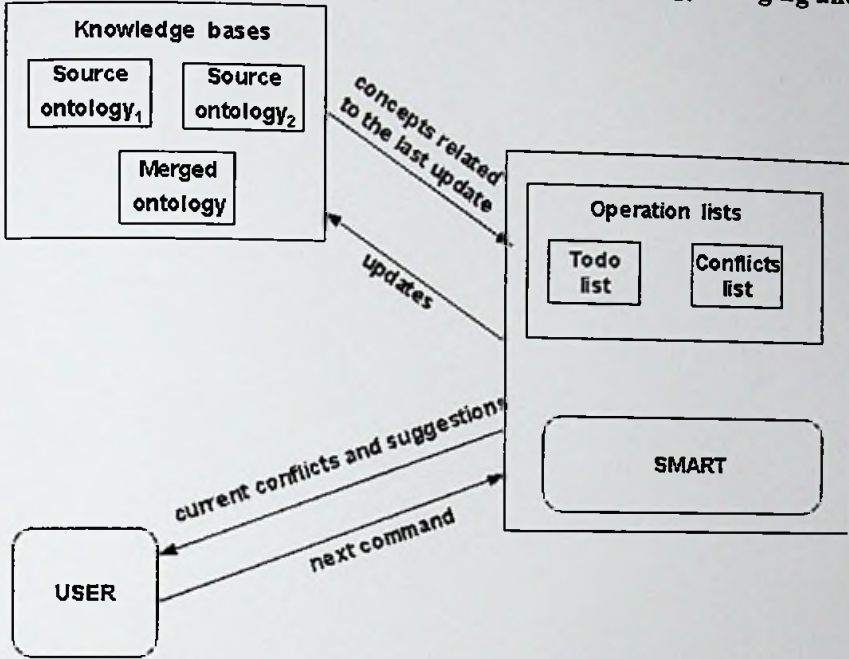 Knowledge bases
Source
ontology1
Source
ontology2
Merged
ontology
concepts related
to the last update
updates
Operation lists
Todo
list
Conflicts
list
SMART
current conflicts and suggestions
next command
USER